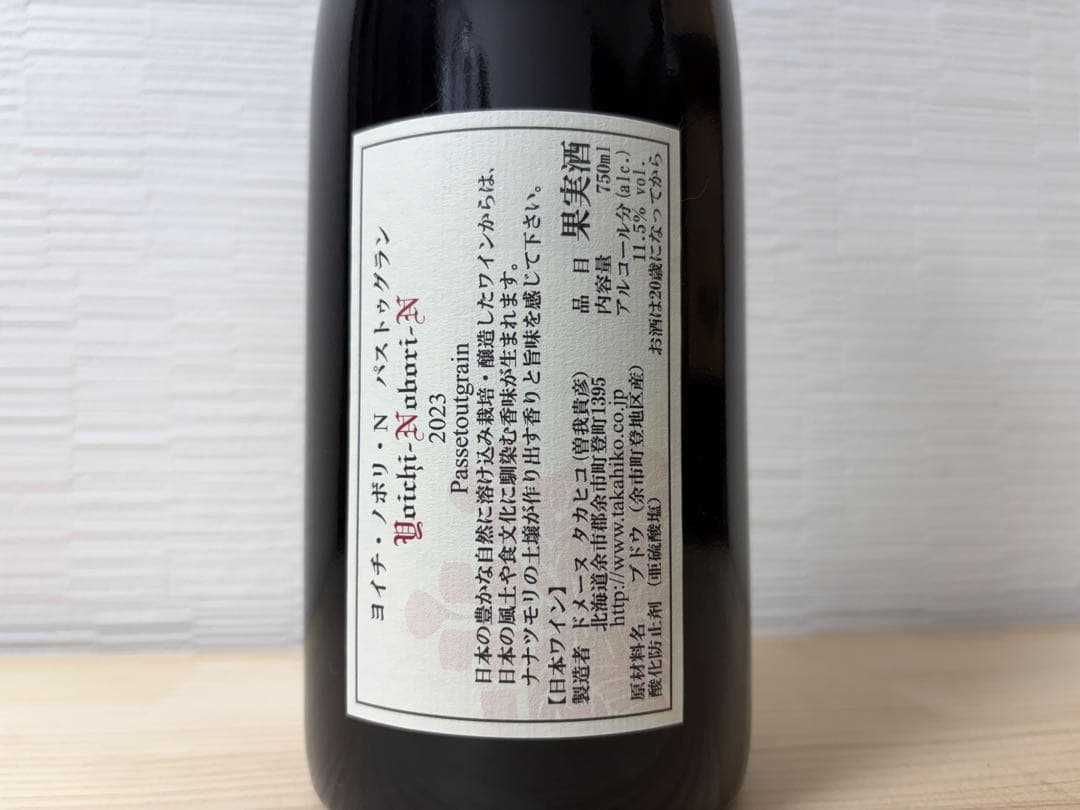 ヨイチ・ノボリ・N パストゥグラン
Yoichi-Nobori-N
2023
Passetoutgrain
日本の豊かな自然に溶け込み栽培・醸造したワインからは、
日本の風土や食文化に馴染む香味が生まれます。
ナナツモリの土壌が作り出す香りと旨味を感じて下さい。
【日本ワイン】
製造者 ドメーヌ タカヒコ(曽我貴彦)
北海道余市郡余市町登町1395
http://www.takahiko.co.jp
原材料名 ブドウ(余市町登地区産)
酸化防止剤(亜硫酸塩)
品目 果実酒
内容量 750ml
アルコール分(alc.)
11.5% vol.
お酒は20歳になってから